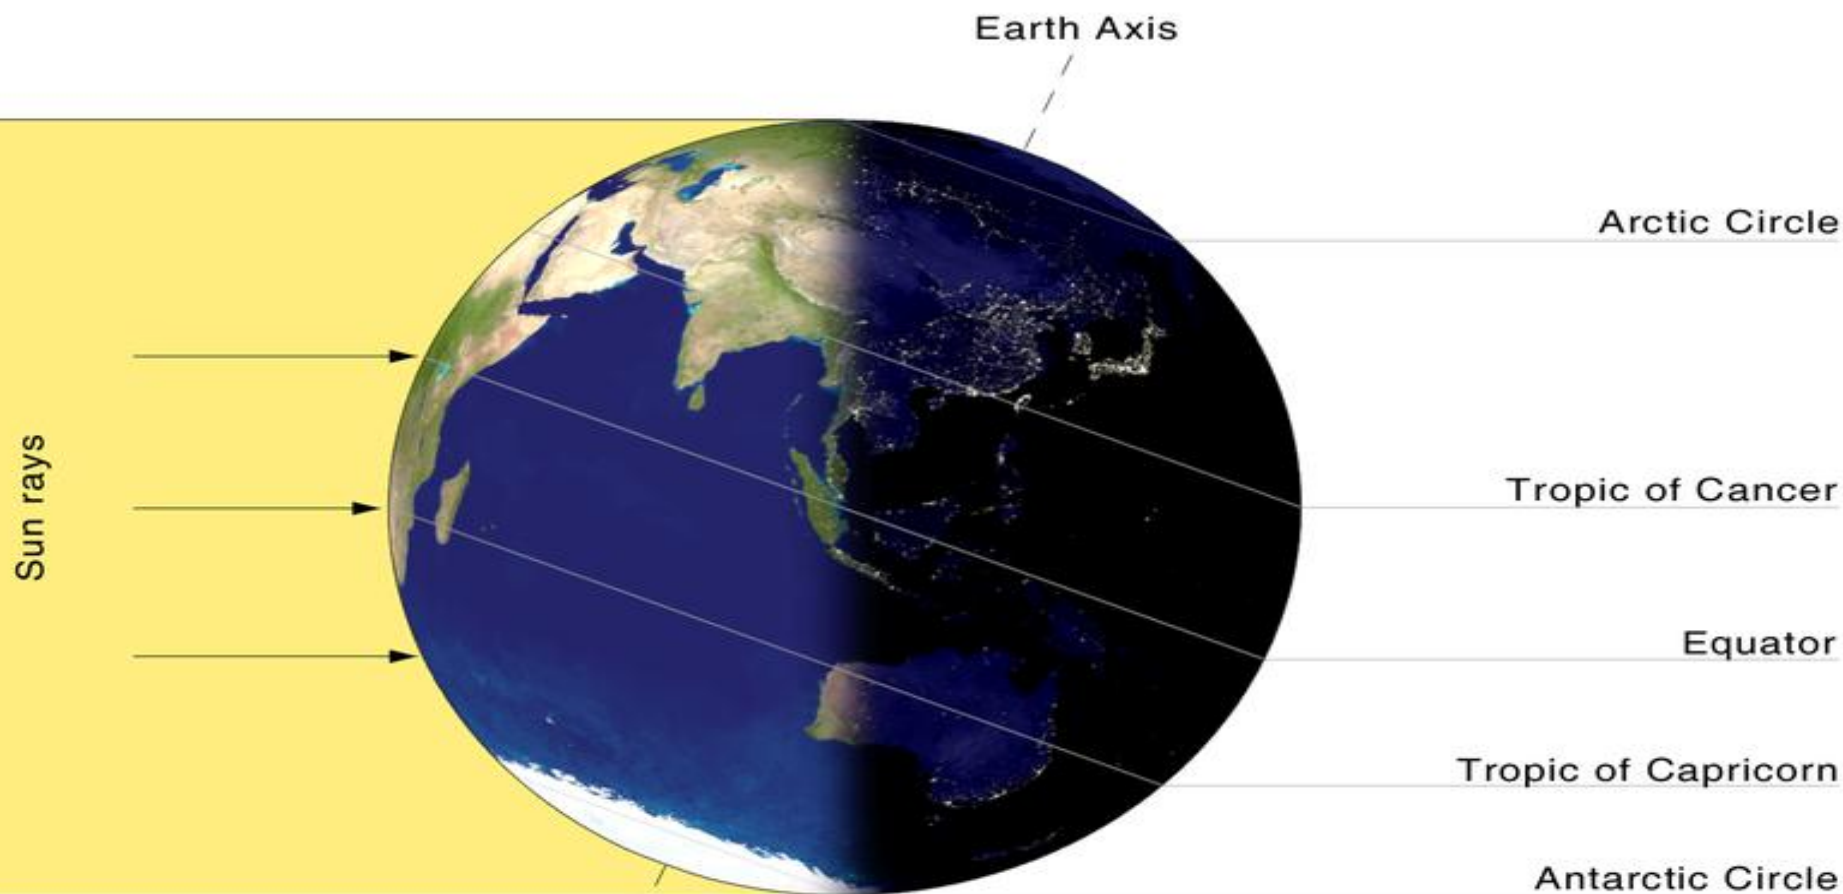 Earth Axis
Arctic Circle
Tropic of Cancer
Sun rays
Equator
Tropic of Capricorn
Antarctic Circle